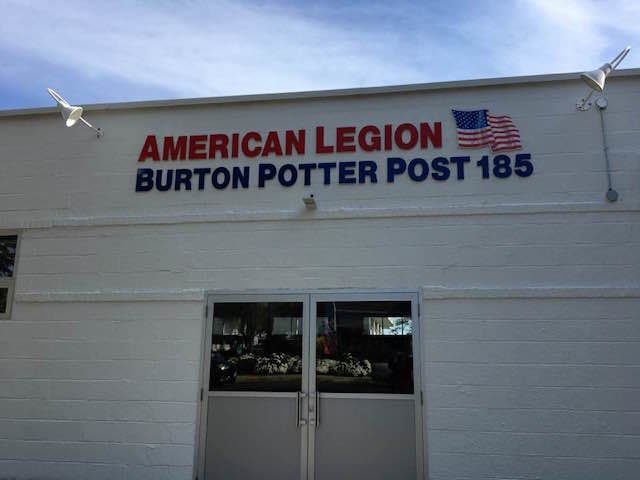 AMERICAN LEGION
BURTON POTTER POST 185